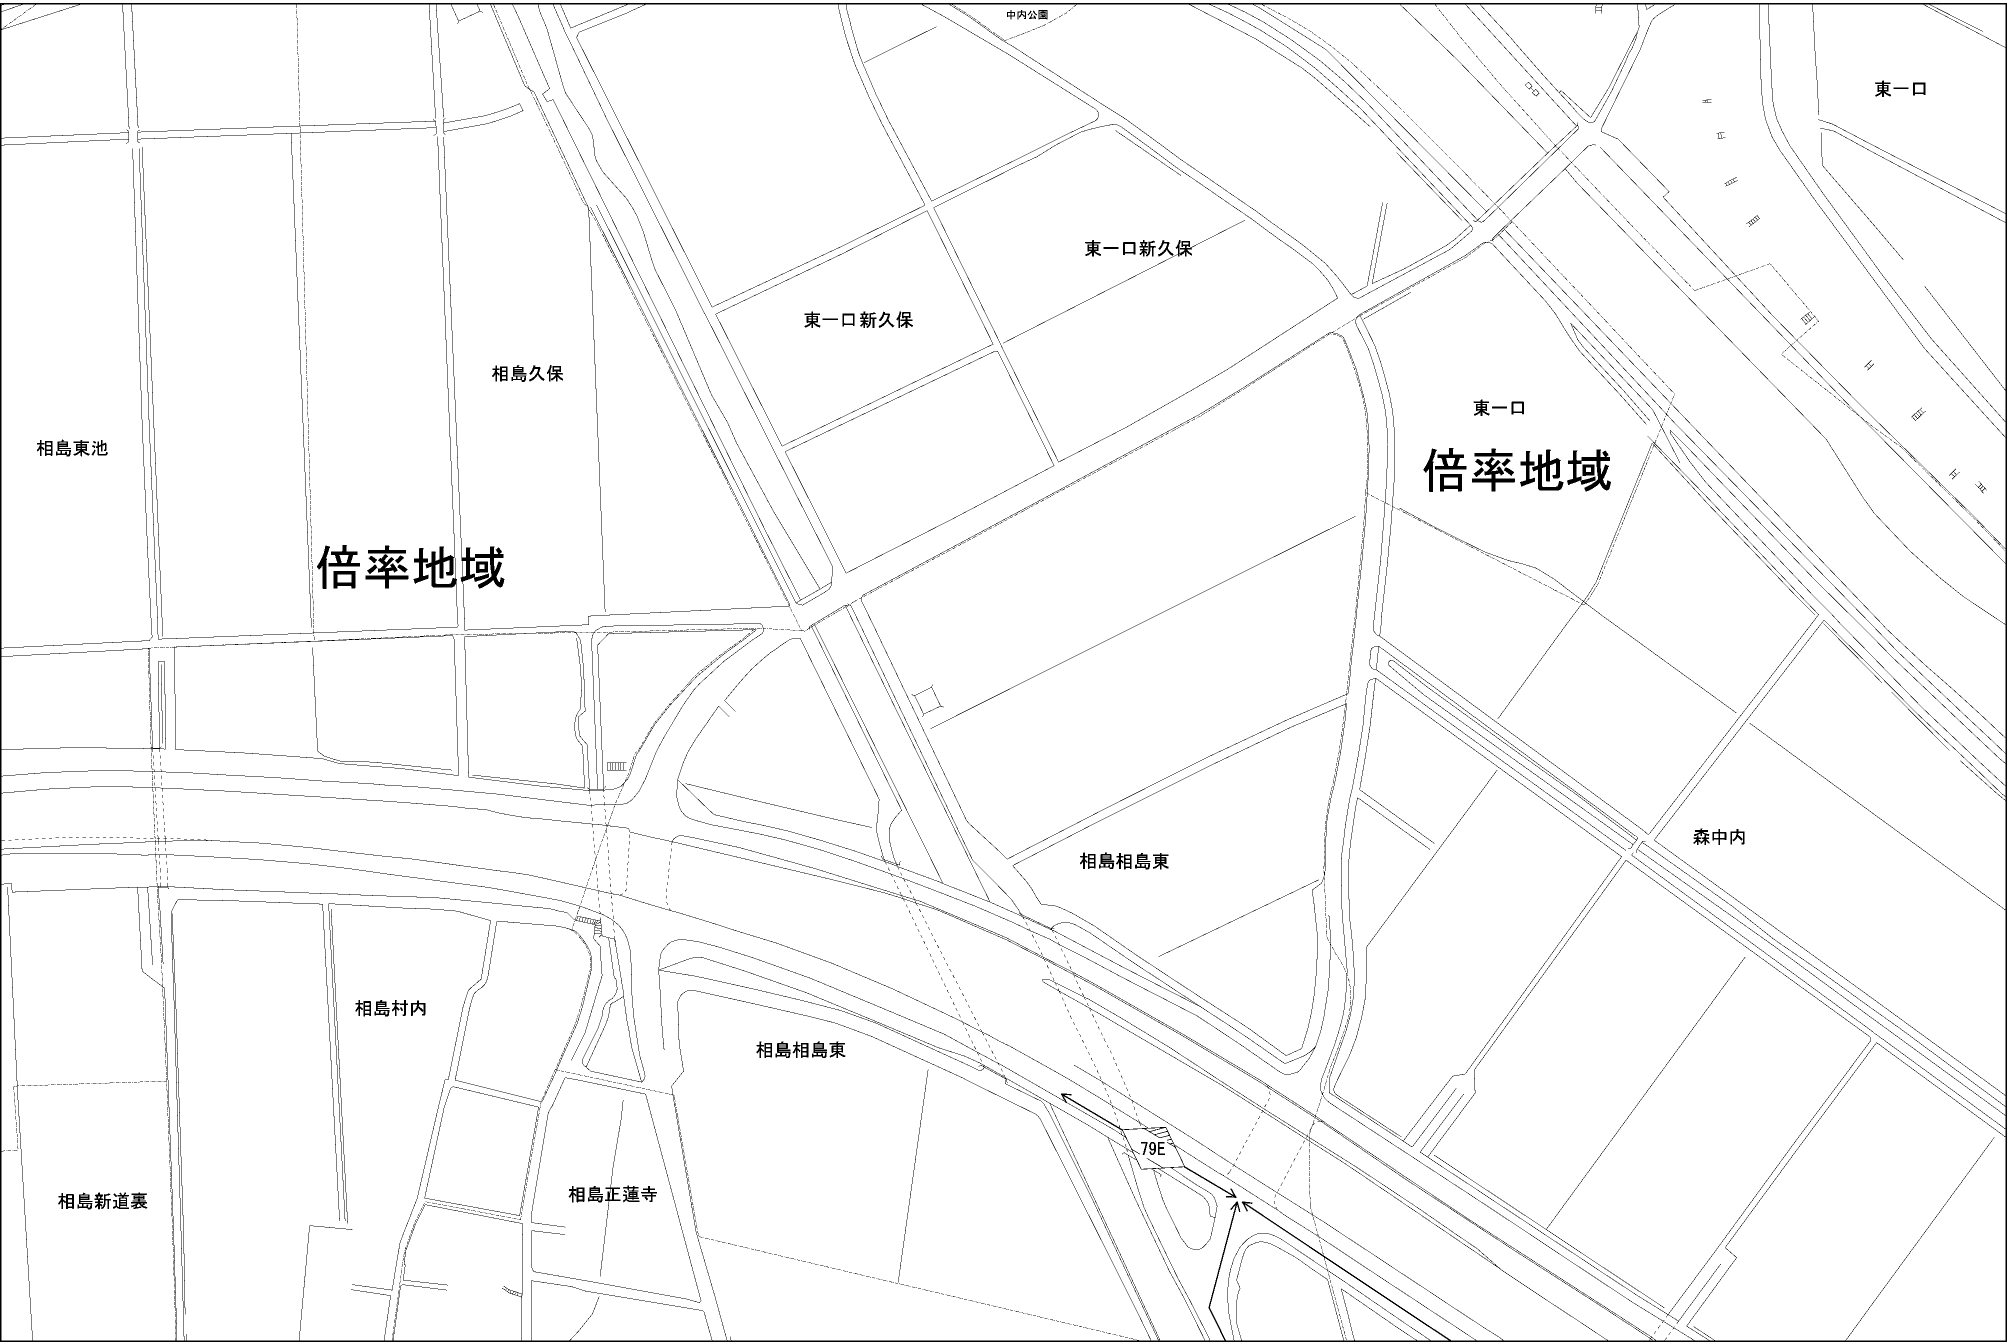 中内公園
東一口
東一口新久保
東一口新久保
相島久保
東一口
相島東池
倍率地域
倍率地域
森中内
相島相島東
相島村内
相島相島東
79E
相島正蓮寺
相島新道裏